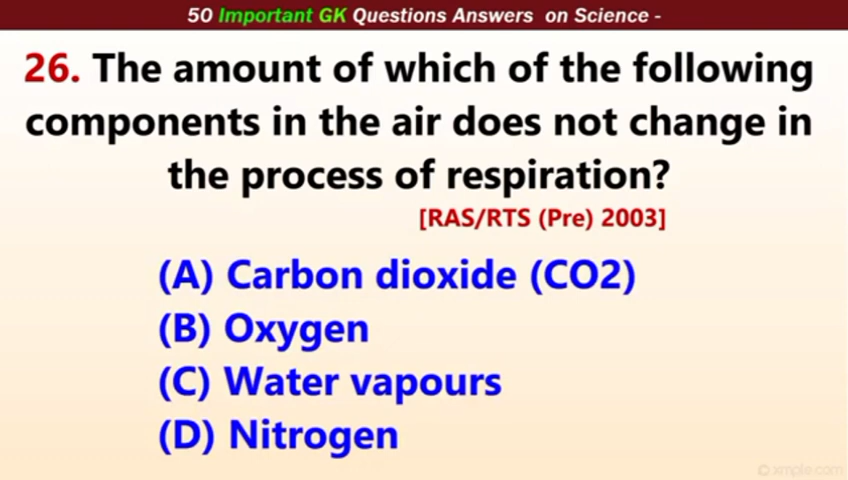 50 Important GK Questions Answers on Science -
26. The amount of which of the following
components in the air does not change in
the process of respiration?
[RAS/RTS (Pre) 2003]
(A) Carbon dioxide (CO2)
(B) Oxygen
(C) Water vapours
(D) Nitrogen
© xmple.com